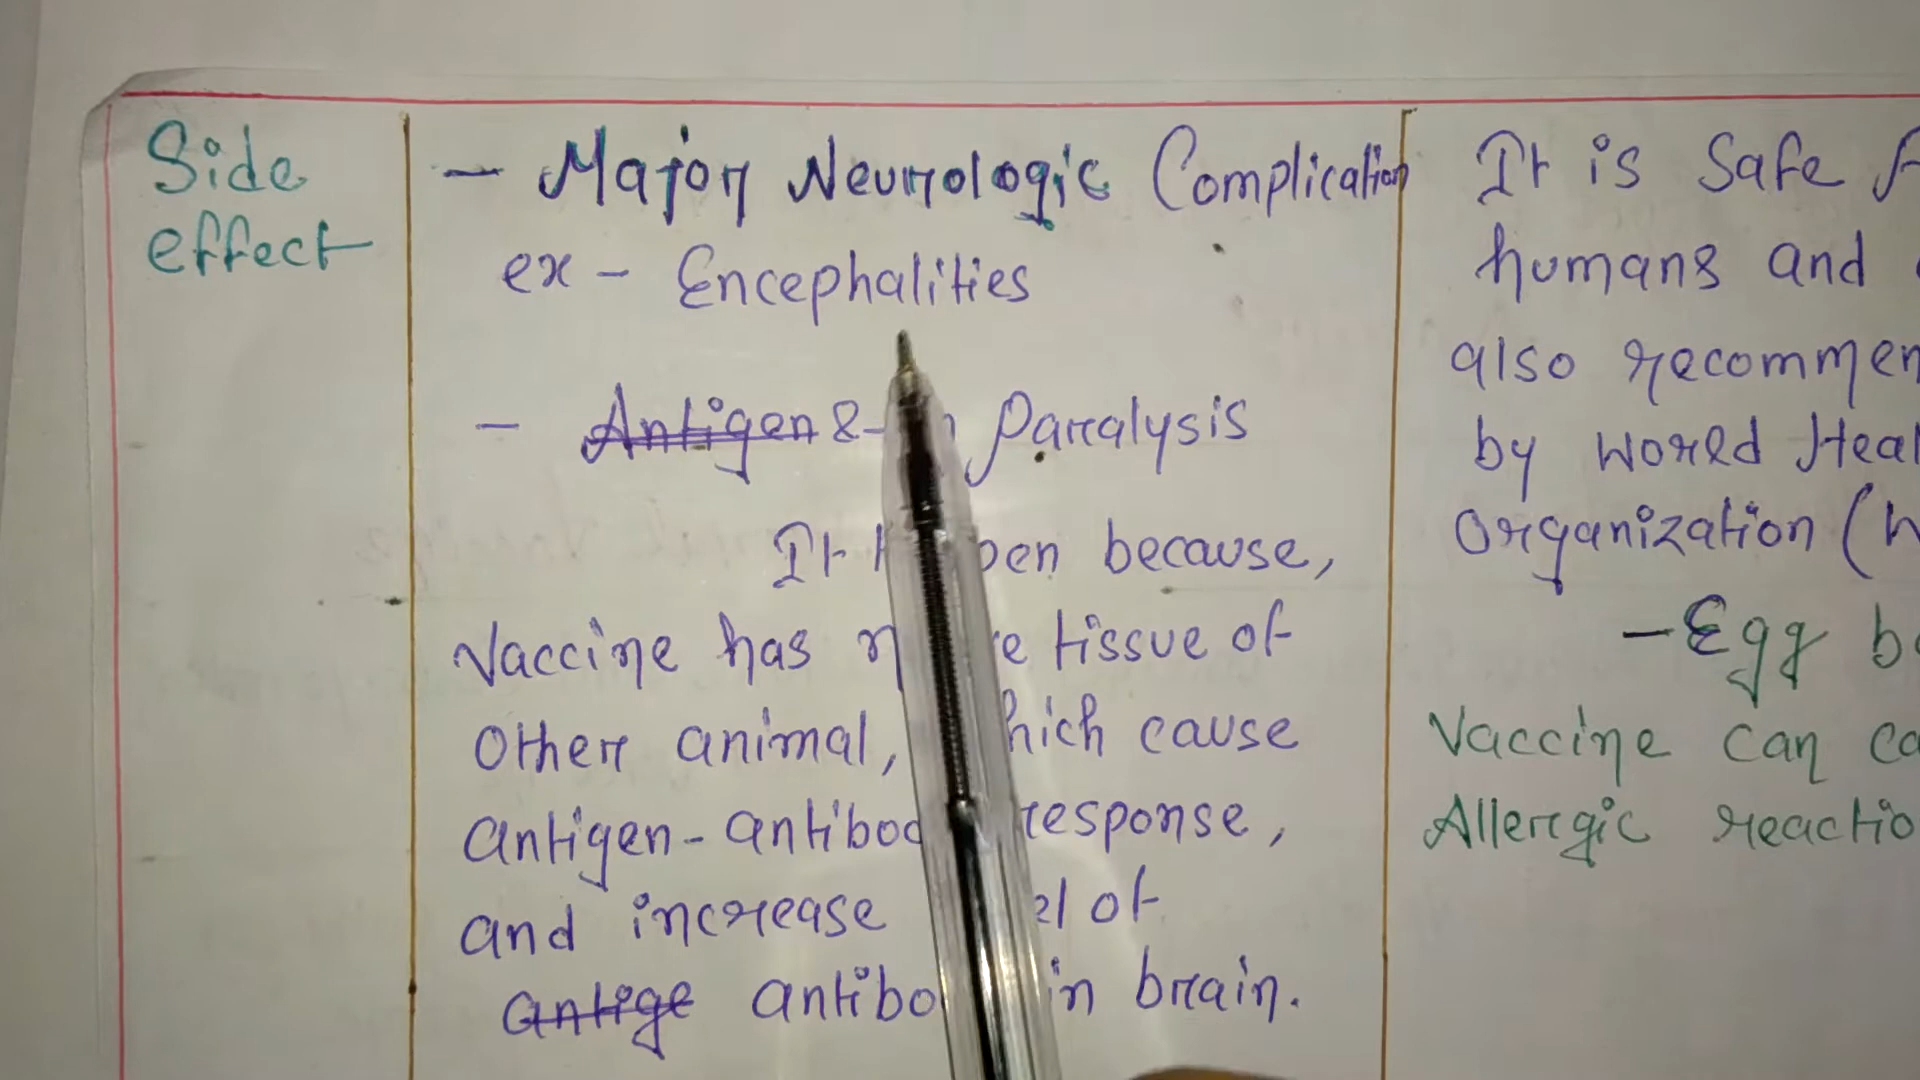 Side
effect
- Major Neurologic Complication
ex - Encephalities
- Antigen & Paralysis
It because,
Vaccine has tissue of
other animal, which cause
antigen-antibody response,
and increase of
antige in brain.
It is Safe
humans and
also recommen
by World Heal
Organization (W
- Egg b
Vaccine can ca
Allergic reactio